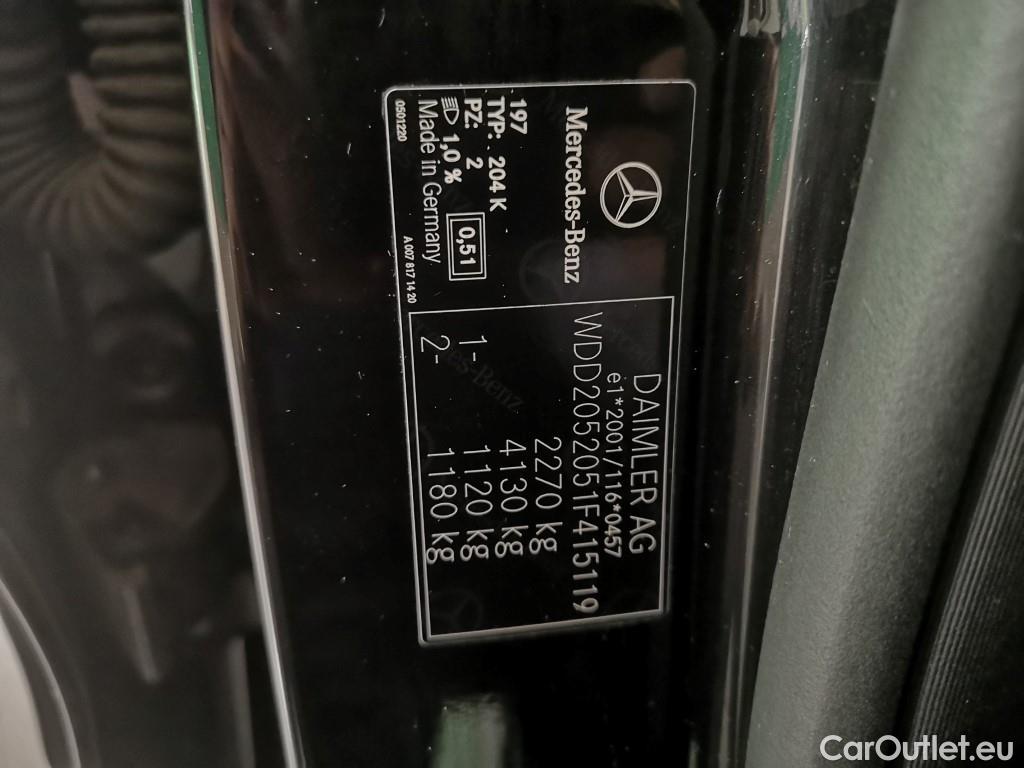 Mercedes-Benz
197
TYP: 204 K
PZ: 2
1,0 %
0,51
Made in Germany
0501220
A 007 817 14 20
DAIMLER AG
e1*2001/116*0457
WDD2052051F415119
2270 kg
4130 kg
1- 1120 kg
2- 1180 kg
CarOutlet.eu